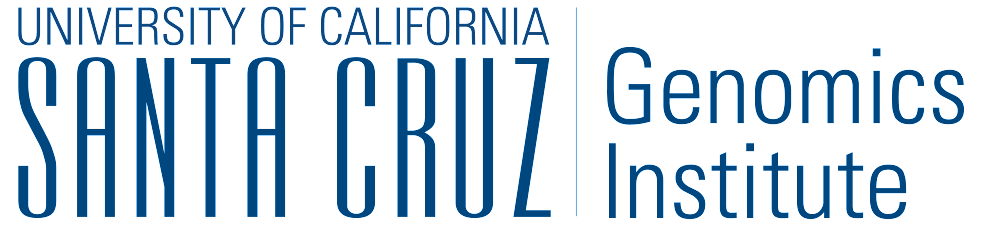 UNIVERSITY OF CALIFORNIA
SANTA CRUZ
Genomics
Institute